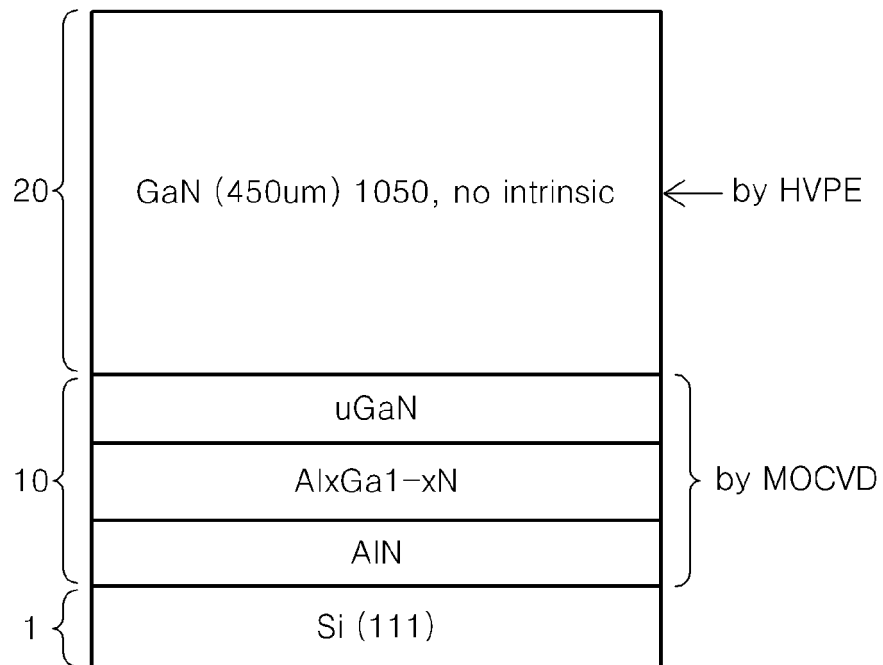 20
GaN (450um) 1050, no intrinsic
by HVPE
uGaN
10
AlxGa1-xN
by MOCVD
AlN
1
Si (111)